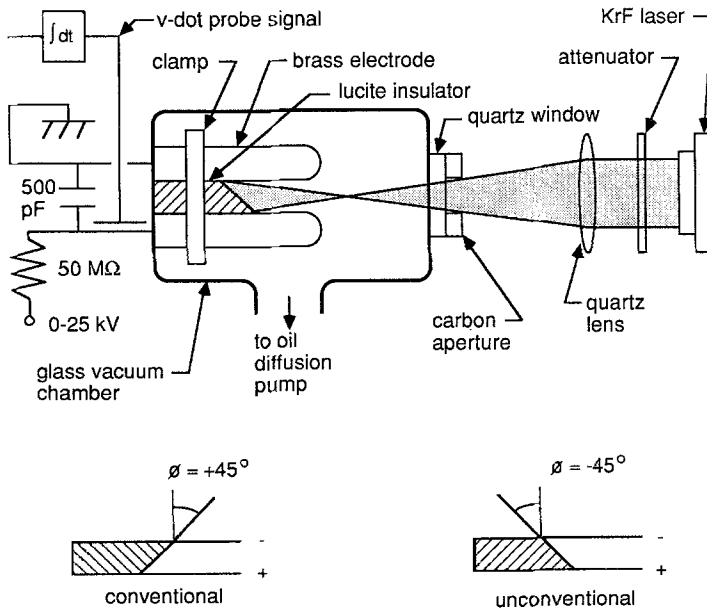 v-dot probe signal
KrF laser
∫dt
clamp
brass electrode
attenuator
lucite insulator
quartz window
500
pF
50 MΩ
0-25 kV
quartz
lens
carbon
aperture
to oil
diffusion
pump
glass vacuum
chamber
ø = +45°
ø = -45°
-
+
conventional
-
+
unconventional